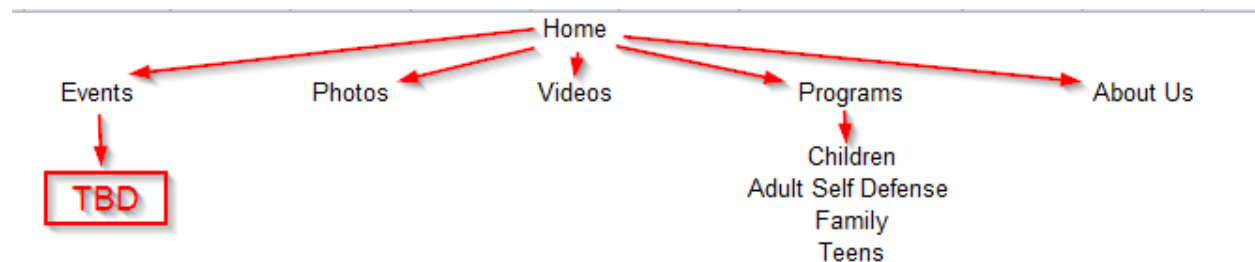 Home
Events Photos Videos Programs About Us
TBD
Children
Adult Self Defense
Family
Teens